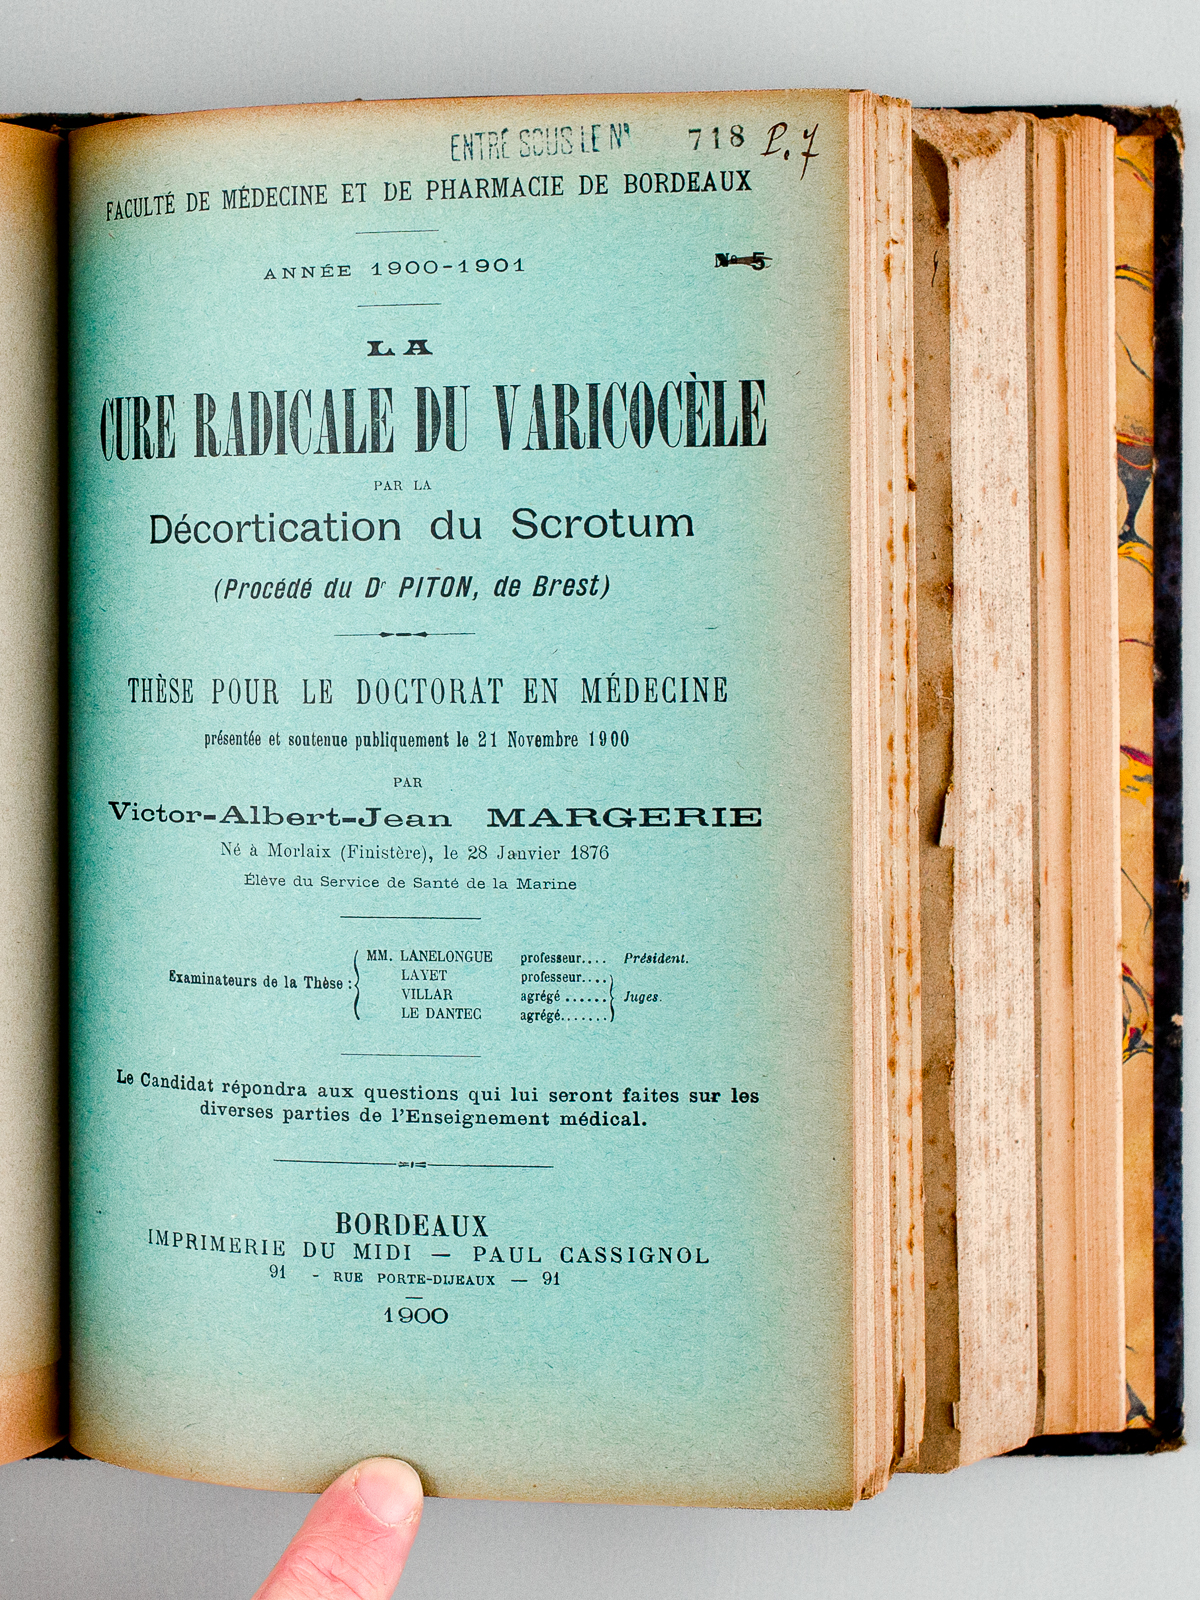 ENTRÉ SOUS LE Nº 718 P. 7
FACULTÉ DE MÉDECINE ET DE PHARMACIE DE BORDEAUX
ANNÉE 1900-1901
Nº 5
LA
CURE RADICALE DU VARICOCÈLE
PAR LA
Décortication du Scrotum
(Procédé du Dr PITON, de Brest)
THÈSE POUR LE DOCTORAT EN MÉDECINE
présentée et soutenue publiquement le 21 Novembre 1900
PAR
Victor-Albert-Jean MARGERIE
Né à Morlaix (Finistère), le 28 Janvier 1876
Élève du Service de Santé de la Marine
Examinateurs de la Thèse :
MM. LANELONGUE professeur.... Président.
LAYET professeur....
VILLAR agrégé ......
LE DANTEC agrégé.......
Juges.
Le Candidat répondra aux questions qui lui seront faites sur les
diverses parties de l'Enseignement médical.
BORDEAUX
IMPRIMERIE DU MIDI — PAUL CASSIGNOL
91 - RUE PORTE-DIJEAUX — 91
1900